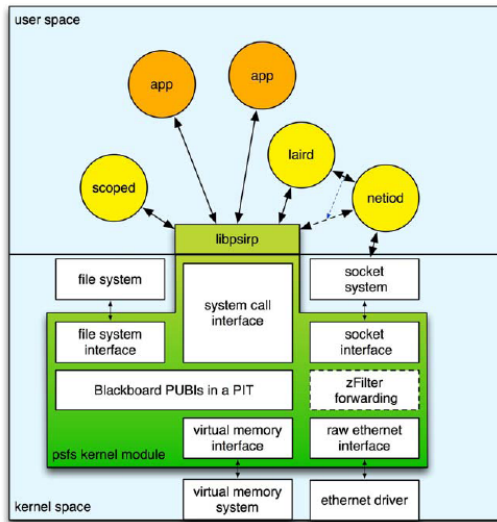 user space
app
app
laird
scoped
netiod
libpsirp
file system
socket
system
system call
interface
file system
interface
socket
interface
Blackboard PUBIs in a PIT
zFilter
forwarding
virtual memory
interface
raw ethernet
interface
psfs kernel module
kernel space
virtual memory
system
ethernet driver